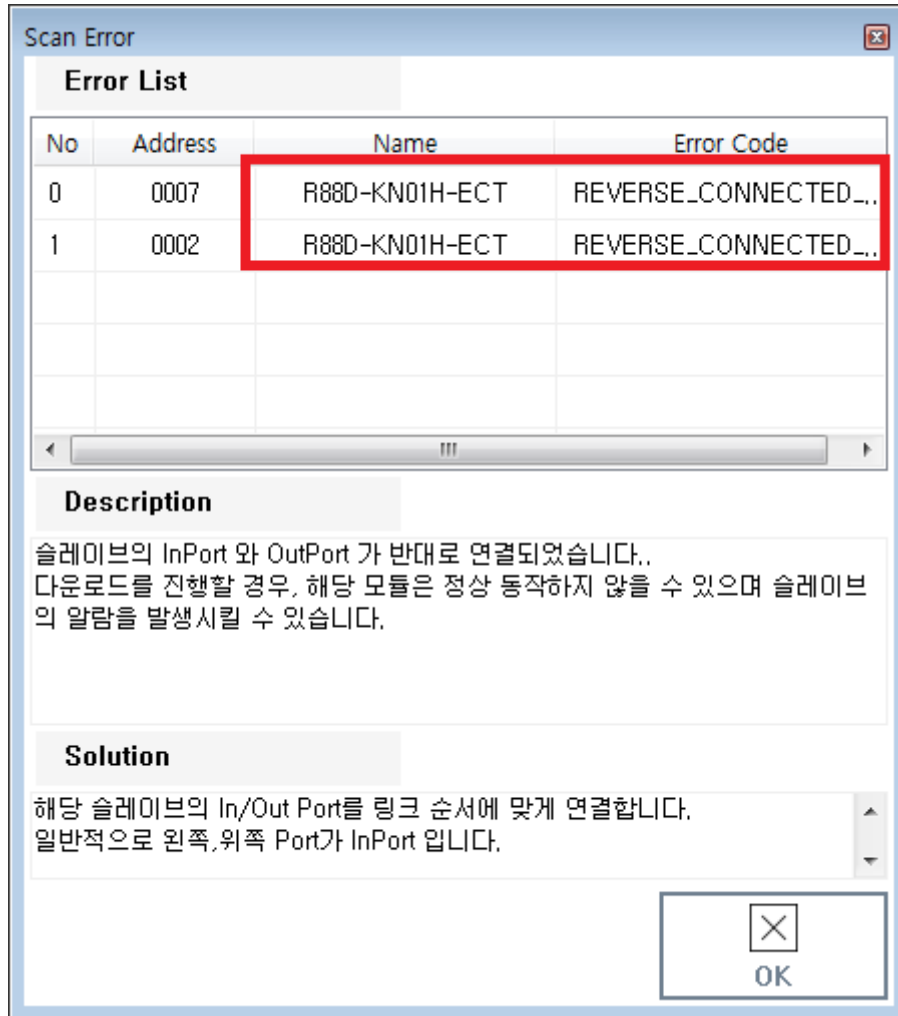 Scan Error
Error List
No Address Name Error Code
0 0007 R88D-KN01H-ECT REVERSE_CONNECTED_..
1 0002 R88D-KN01H-ECT REVERSE_CONNECTED_..
Description
슬레이브의 InPort 와 OutPort 가 반대로 연결되었습니다..
다운로드를 진행할 경우, 해당 모듈은 정상 동작하지 않을 수 있으며 슬레이브
의 알람을 발생시킬 수 있습니다.
Solution
해당 슬레이브의 In/Out Port를 링크 순서에 맞게 연결합니다.
일반적으로 왼쪽,위쪽 Port가 InPort 입니다.
OK